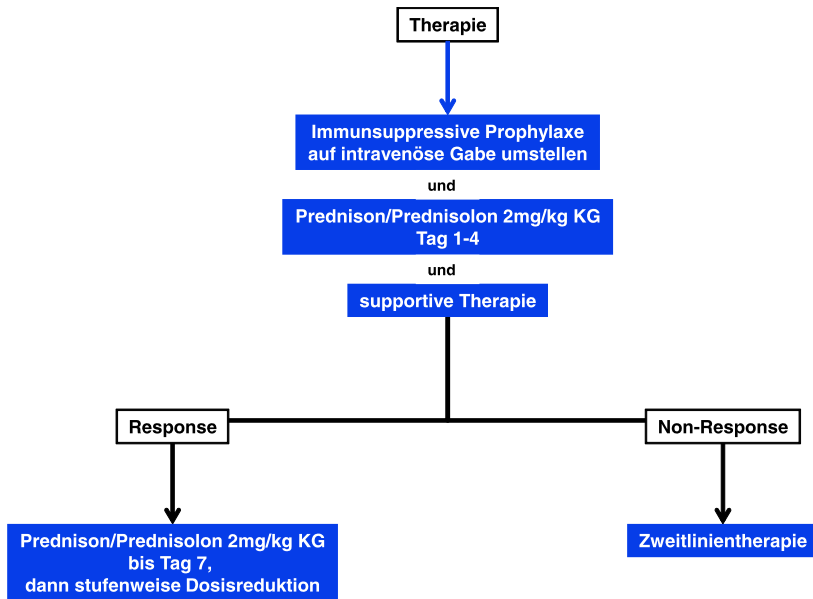 Therapie
Immunsuppressive Prophylaxe
auf intravenöse Gabe umstellen
und
Prednison/Prednisolon 2mg/kg KG
Tag 1-4
und
supportive Therapie
Response
Non-Response
Prednison/Prednisolon 2mg/kg KG
bis Tag 7,
dann stufenweise Dosisreduktion
Zweitlinientherapie